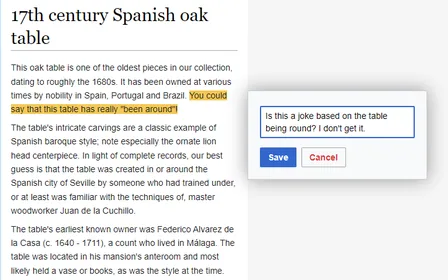 17th century Spanish oak
table
This oak table is one of the oldest pieces in our collection,
dating to roughly the 1680s. It has been owned at various
times by nobility in Spain, Portugal and Brazil. You could
say that this table has really "been around"!
The table's intricate carvings are a classic example of
Spanish baroque style; note especially the ornate lion
head centerpiece. In light of complete records, our best
guess is that the table was created in or around the
Spanish city of Seville by someone who had trained under,
or at least was familiar with the techniques of, master
woodworker Juan de la Cuchillo.
The table's earliest known owner was Federico Alvarez de
la Casa (c. 1640 - 1711), a count who lived in Málaga. The
table was located in his mansion's anteroom and most
likely held a vase or books, as was the style at the time.
Is this a joke based on the table
being round? I don't get it.
Save
Cancel